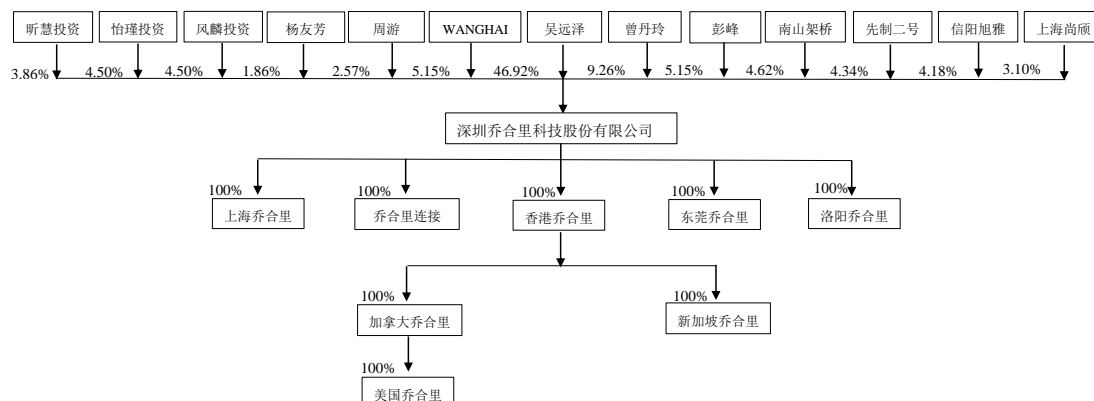 昕慧投资 怡瑾投资 风麟投资 杨友芳 周游 WANGHAI 吴远泽 曾丹玲 彭峰 南山架桥 先制二号 信阳旭雅 上海尚颀
3.86% 4.50% 4.50% 1.86% 2.57% 5.15% 46.92% 9.26% 5.15% 4.62% 4.34% 4.18% 3.10%
深圳乔合里科技股份有限公司
100% 100% 100% 100% 100%
上海乔合里 乔合里连接 香港乔合里 东莞乔合里 洛阳乔合里
100% 100%
加拿大乔合里 新加坡乔合里
100%
美国乔合里